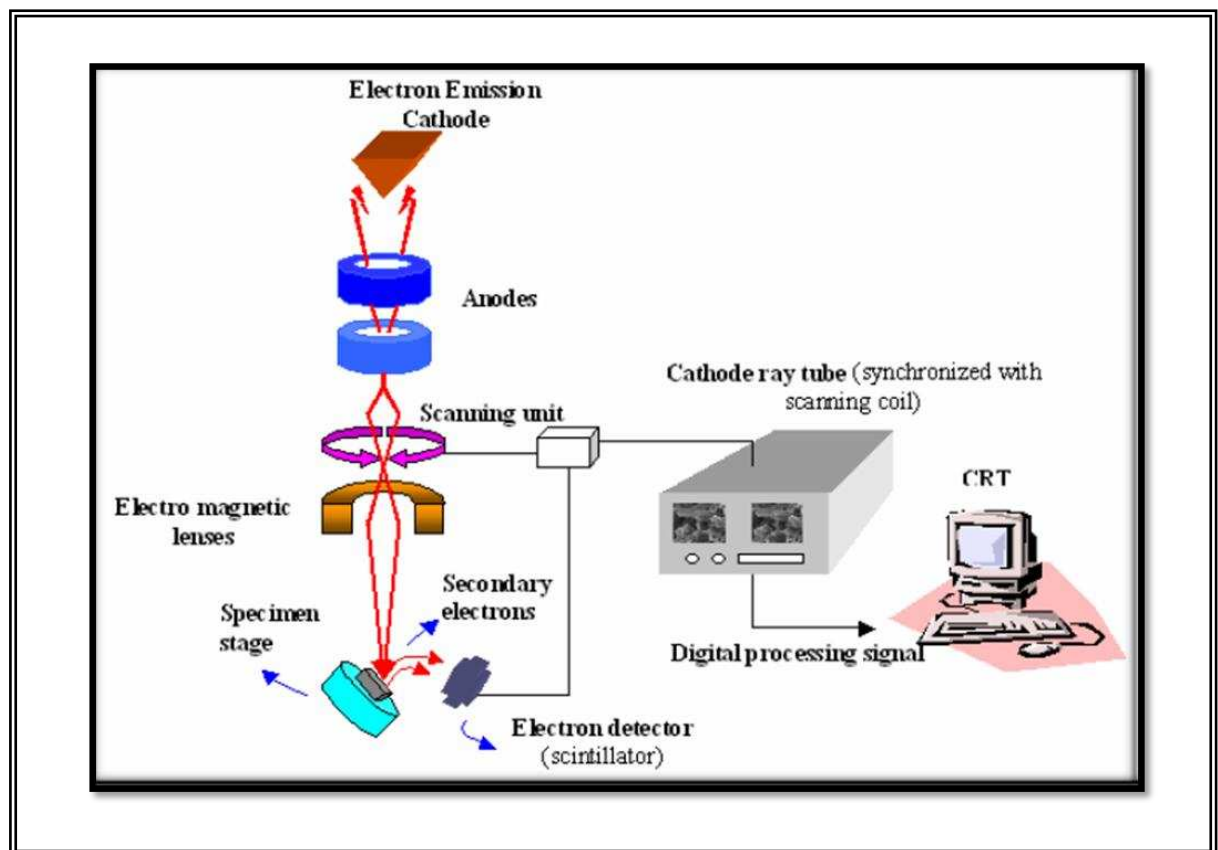 Electron Emission
Cathode
Anodes
Cathode ray tube (synchronized with
scanning coil)
Scanning unit
CRT
Electro magnetic
lenses
Secondary
electrons
Specimen
stage
Digital processing signal
Electron detector
(scintillator)